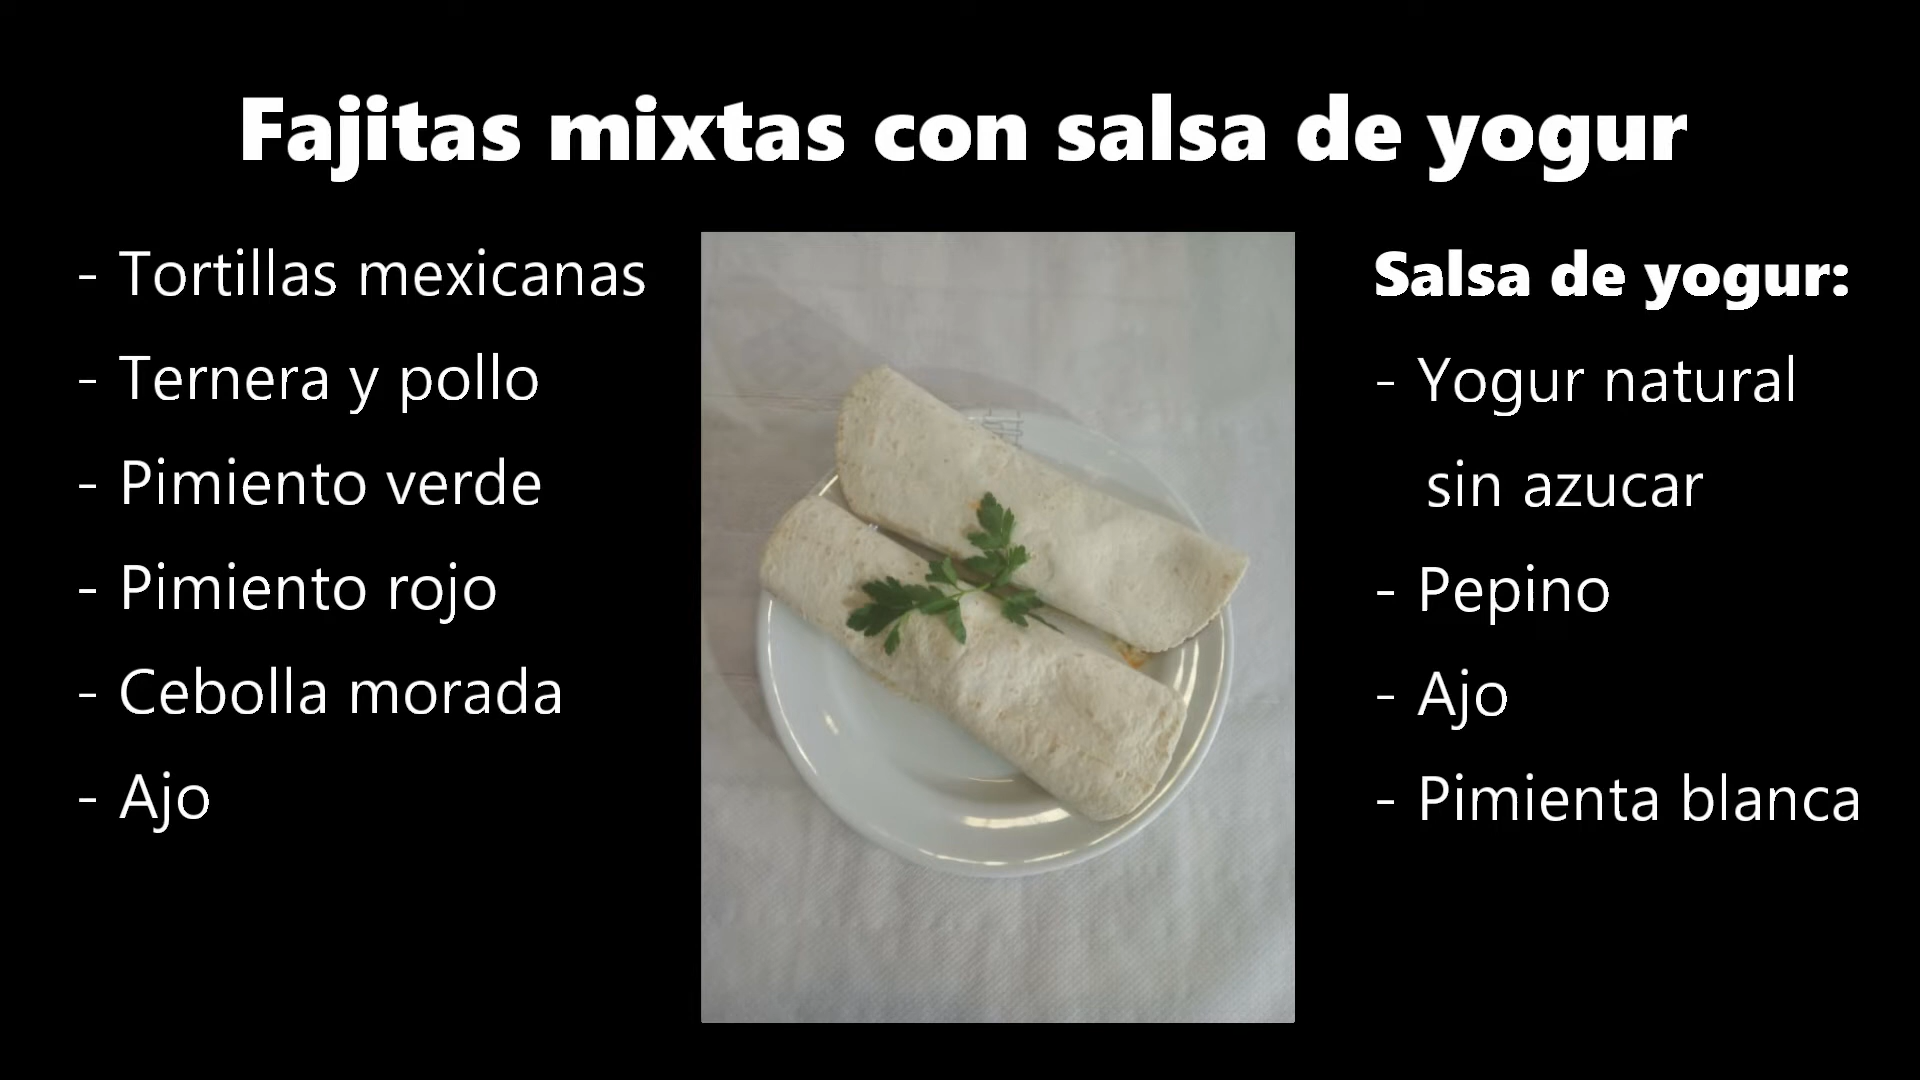 Fajitas mixtas con salsa de yogur
- Tortillas mexicanas
- Ternera y pollo
- Pimiento verde
- Pimiento rojo
- Cebolla morada
- Ajo
Salsa de yogur:
- Yogur natural
sin azucar
- Pepino
- Ajo
- Pimienta blanca